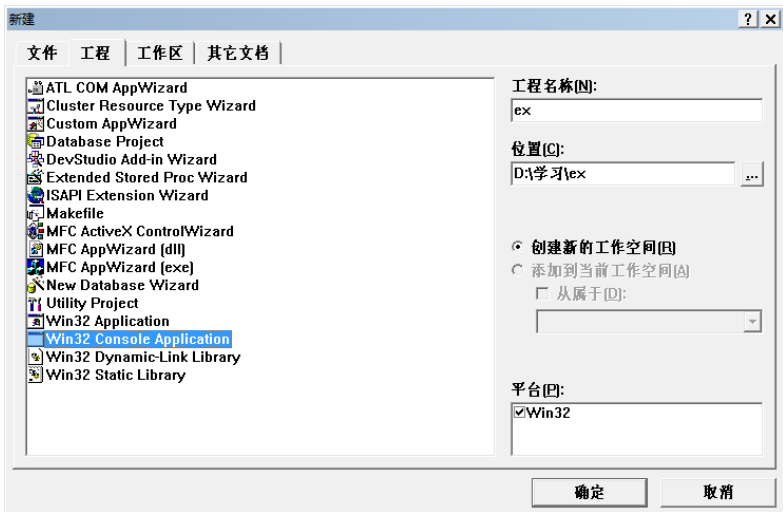 新建
文件 工程 工作区 其它文档
ATL COM AppWizard
Cluster Resource Type Wizard
Custom AppWizard
Database Project
DevStudio Add-in Wizard
Extended Stored Proc Wizard
ISAPI Extension Wizard
Makefile
MFC ActiveX ControlWizard
MFC AppWizard (dll)
MFC AppWizard (exe)
New Database Wizard
Utility Project
Win32 Application
Win32 Console Application
Win32 Dynamic-Link Library
Win32 Static Library
工程名称(N):
ex
位置(C):
D:\学习\ex
...
创建新的工作空间(R)
添加到当前工作空间(A)
从属于(D):
平台(P):
Win32
确定 取消